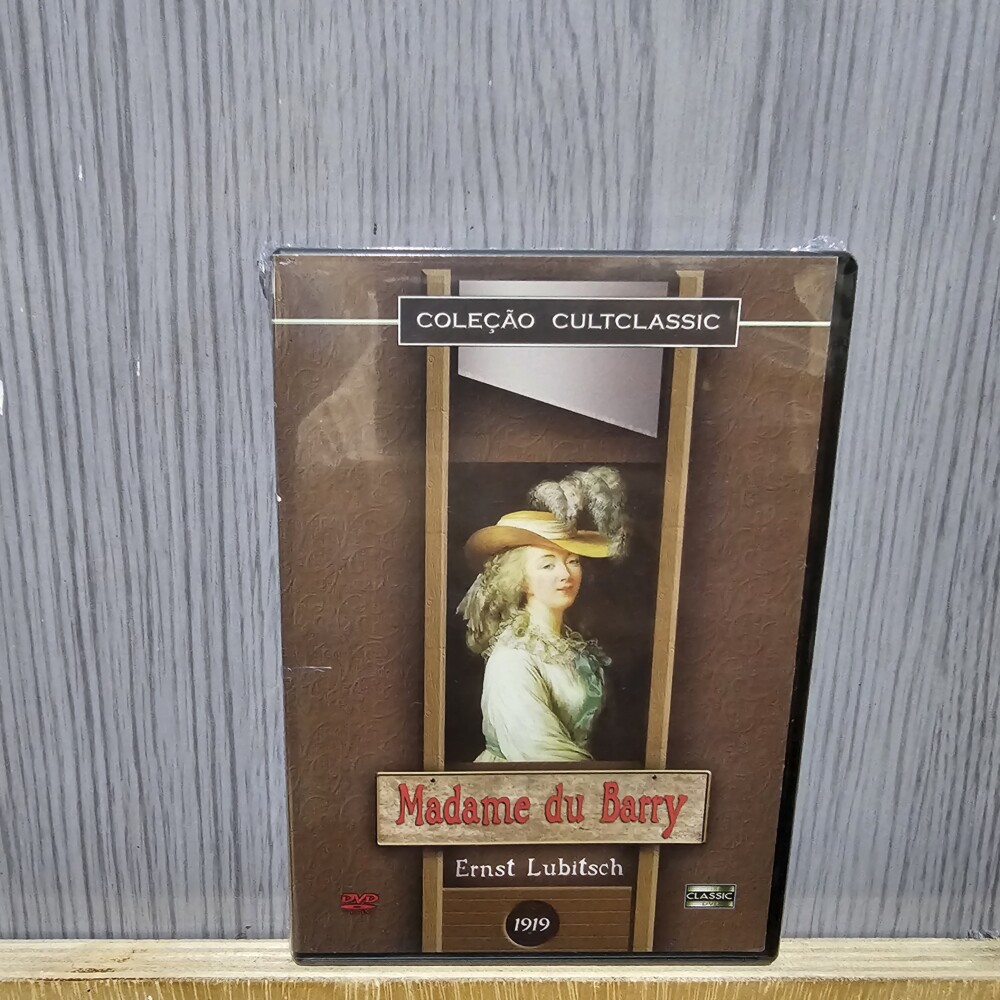 COLEÇÃO CULTCLASSIC
Madame du Barry
Ernst Lubitsch
DVD
CLASSIC
1919